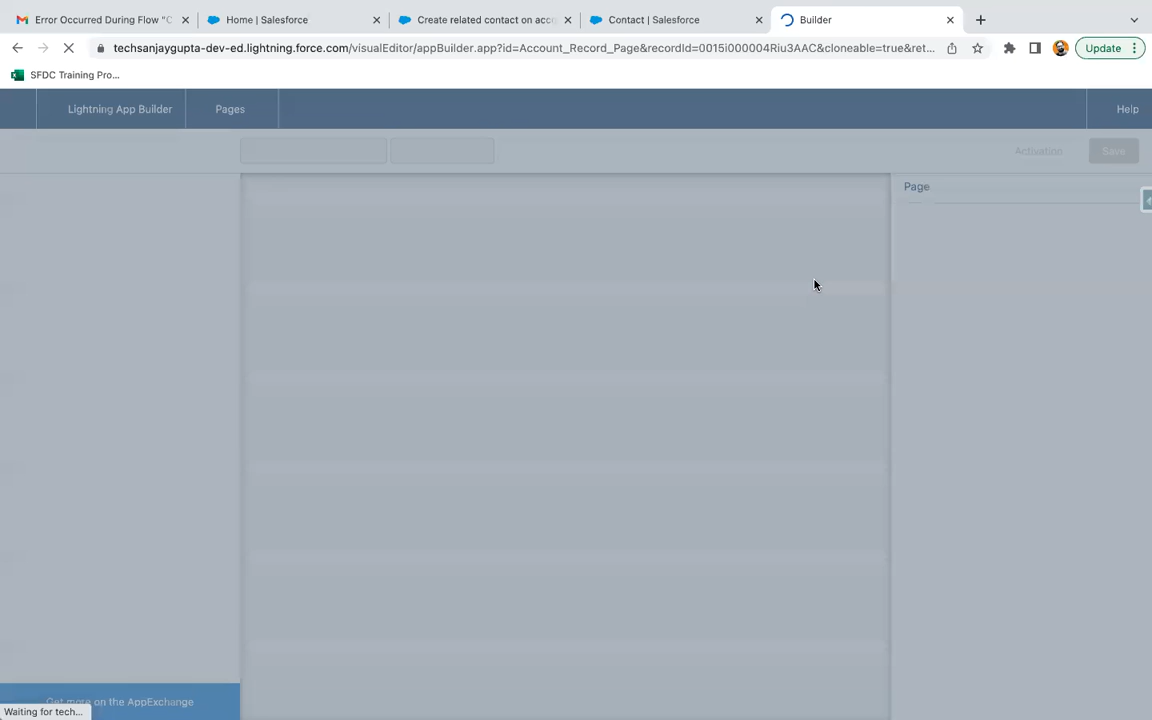 Error Occurred During Flow "C
Home | Salesforce
Create related contact on acco
Contact | Salesforce
Builder
techsanjaygupta-dev-ed.lightning.force.com/visualEditor/appBuilder.app?id=Account_Record_Page&recordId=0015i000004Riu3AAC&cloneable=true&ret...
Update
SFDC Training Pro...
Lightning App Builder
Pages
Help
Activation
Save
Page
Get more on the AppExchange
Waiting for tech...